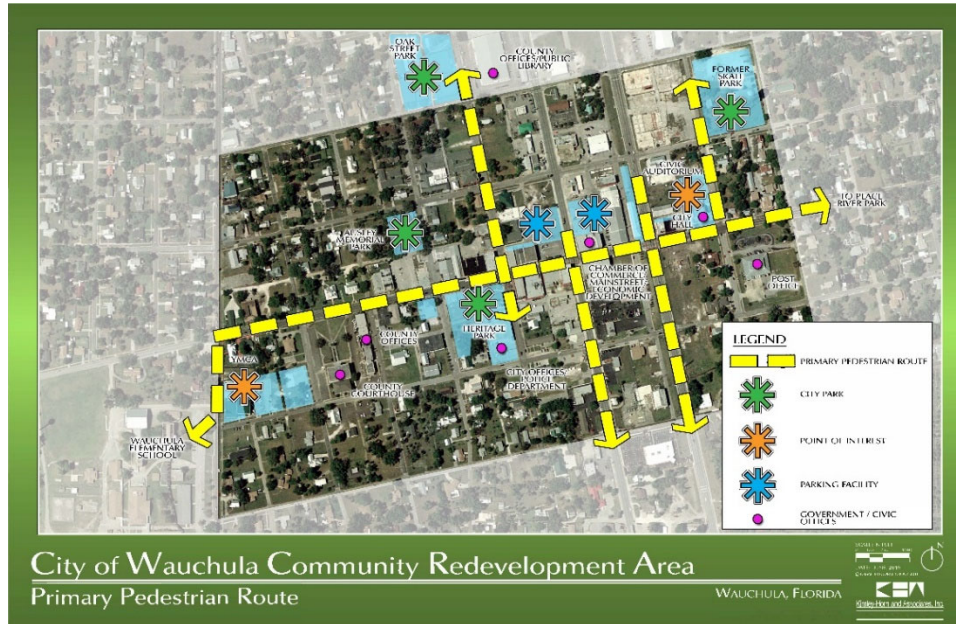 OAK
STREET
PARK
COUNTY
OFFICES/PUBLIC
LIBRARY
FORMER
SKATE PARK
CIVIC
AUDITORIUM
CITY
HALL
TO PEACE
RIVER PARK
AUSLEY
MEMORIAL
PARK
CHAMBER OF
COMMERCE/
MAINSTREET/
ECONOMIC
DEVELOPMENT
POST
OFFICE
COUNTY
OFFICES
HERITAGE
PARK
CITY OFFICES/
POLICE
DEPARTMENT
YMCA
COUNTY
COURTHOUSE
WAUCHULA
ELEMENTARY
SCHOOL
LEGEND
PRIMARY PEDESTRIAN ROUTE
CITY PARK
POINT OF INTEREST
PARKING FACILITY
GOVERNMENT / CIVIC
OFFICES
City of Wauchula Community Redevelopment Area
Primary Pedestrian Route
WAUCHULA, FLORIDA
Kimley-Horn and Associates, Inc.